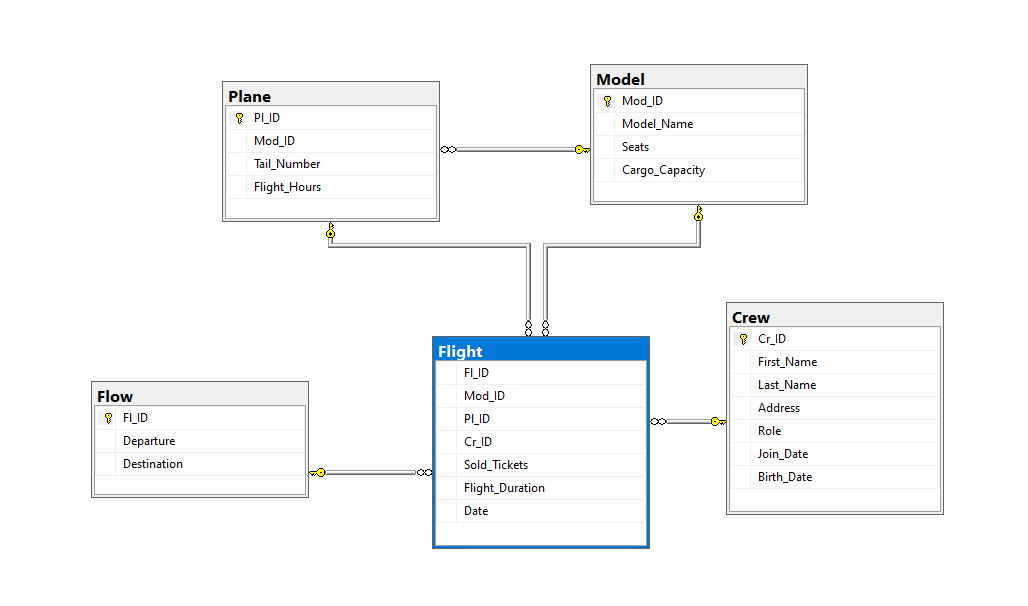 Plane
Pl_ID
Mod_ID
Tail_Number
Flight_Hours
Model
Mod_ID
Model_Name
Seats
Cargo_Capacity
Flow
Fl_ID
Departure
Destination
Flight
Fl_ID
Mod_ID
Pl_ID
Cr_ID
Sold_Tickets
Flight_Duration
Date
Crew
Cr_ID
First_Name
Last_Name
Address
Role
Join_Date
Birth_Date